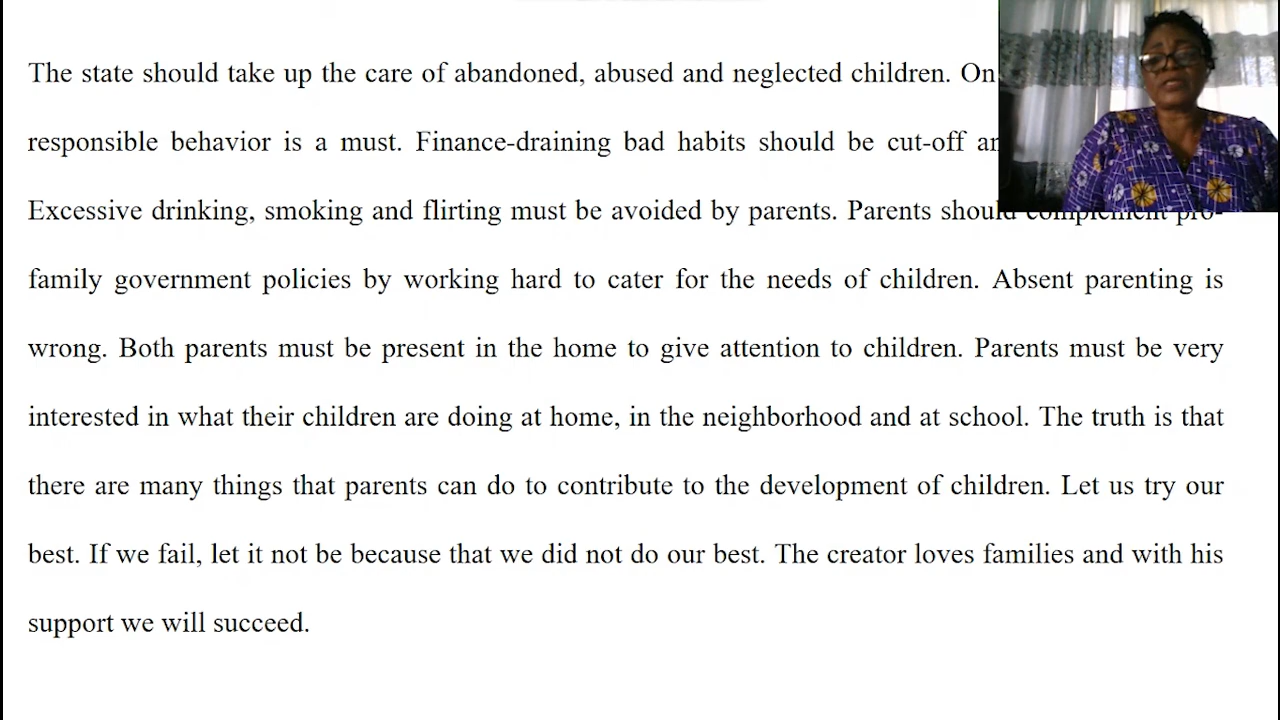 The state should take up the care of abandoned, abused and neglected children. On
responsible behavior is a must. Finance-draining bad habits should be cut-off
Excessive drinking, smoking and flirting must be avoided by parents. Parents should complement pro-
family government policies by working hard to cater for the needs of children. Absent parenting is
wrong. Both parents must be present in the home to give attention to children. Parents must be very
interested in what their children are doing at home, in the neighborhood and at school. The truth is that
there are many things that parents can do to contribute to the development of children. Let us try our
best. If we fail, let it not be because that we did not do our best. The creator loves families and with his
support we will succeed.